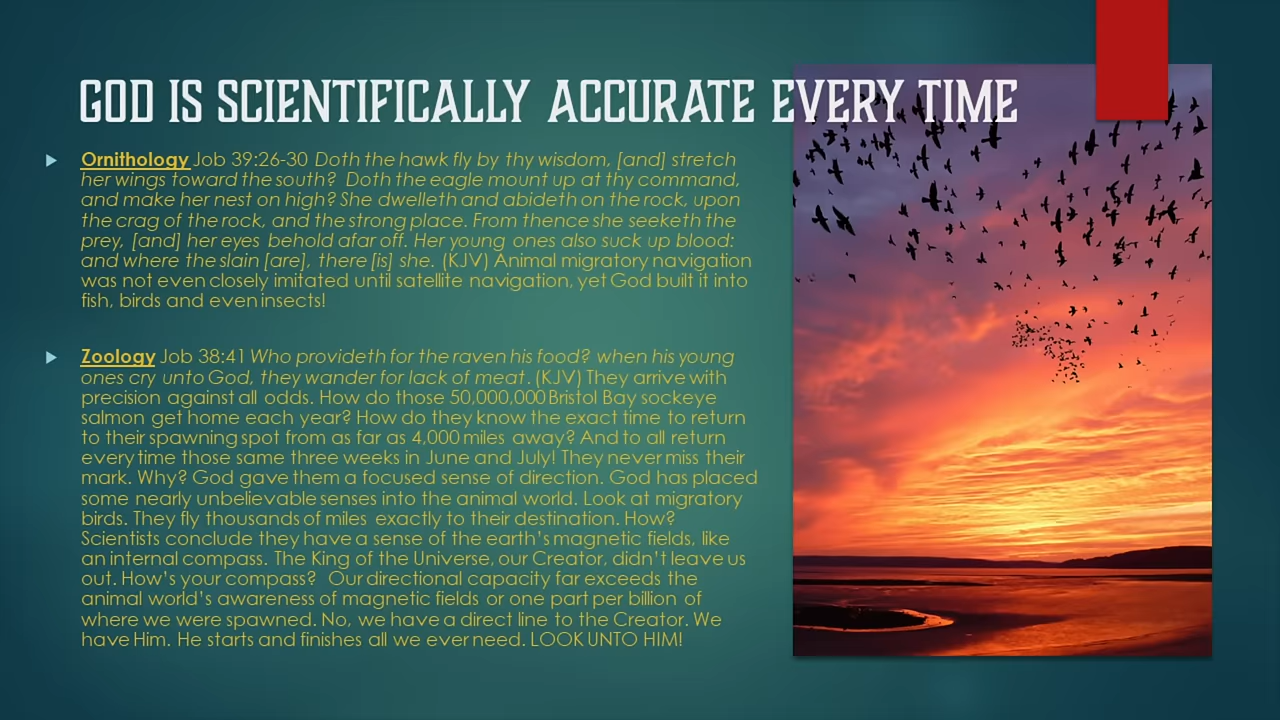 GOD IS SCIENTIFICALLY ACCURATE EVERY TIME
Ornithology Job 39:26-30 Doth the hawk fly by thy wisdom, [and] stretch
her wings toward the south? Doth the eagle mount up at thy command,
and make her nest on high? She dwelleth and abideth on the rock, upon
the crag of the rock, and the strong place. From thence she seeketh the
prey, [and] her eyes behold afar off. Her young ones also suck up blood:
and where the slain [are], there [is] she. (KJV) Animal migratory navigation
was not even closely imitated until satellite navigation, yet God built it into
fish, birds and even insects!
Zoology Job 38:41 Who provideth for the raven his food? when his young
ones cry unto God, they wander for lack of meat. (KJV) They arrive with
precision against all odds. How do those 50,000,000 Bristol Bay sockeye
salmon get home each year? How do they know the exact time to return
to their spawning spot from as far as 4,000 miles away? And to all return
every time those same three weeks in June and July! They never miss their
mark. Why? God gave them a focused sense of direction. God has placed
some nearly unbelievable senses into the animal world. Look at migratory
birds. They fly thousands of miles exactly to their destination. How?
Scientists conclude they have a sense of the earth's magnetic fields, like
an internal compass. The King of the Universe, our Creator, didn't leave us
out. How's your compass? Our directional capacity far exceeds the
animal world's awareness of magnetic fields or one part per billion of
where we were spawned. No, we have a direct line to the Creator. We
have Him. He starts and finishes all we ever need. LOOK UNTO HIM!